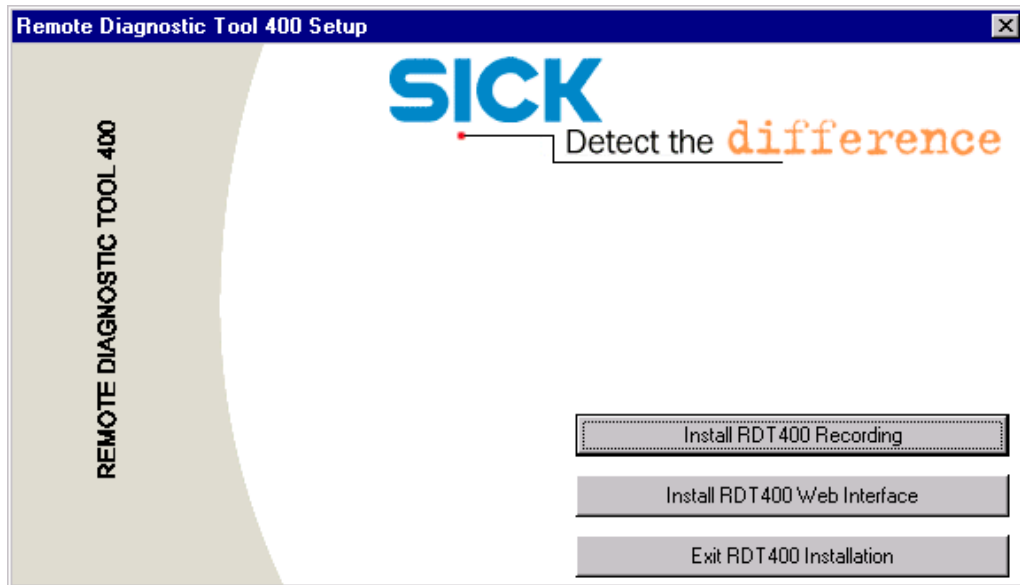 Remote Diagnostic Tool 400 Setup
SICK
Detect the difference
REMOTE DIAGNOSTIC TOOL 400
Install RDT400 Recording
Install RDT400 Web Interface
Exit RDT400 Installation